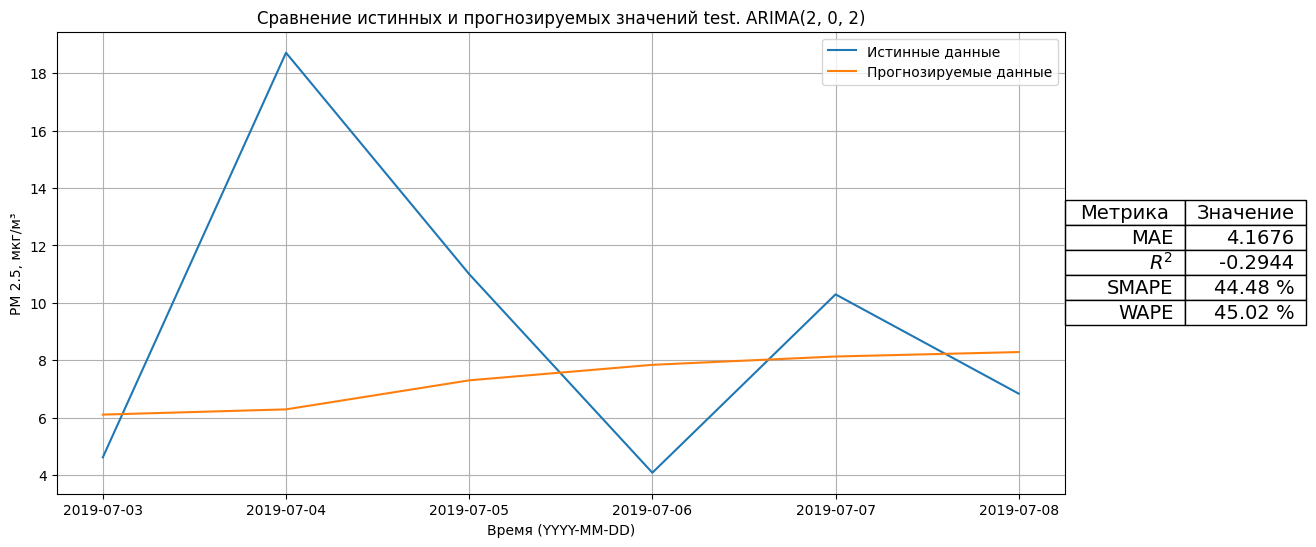 Сравнение истинных и прогнозируемых значений test. ARIMA(2, 0, 2)
Истинные данные
Прогнозируемые данные
18
16
14
12
10
8
6
4
PM 2.5, мкг/м³
2019-07-03 2019-07-04 2019-07-05 2019-07-06 2019-07-07 2019-07-08
Время (YYYY-MM-DD)
Метрика Значение
MAE 4.1676
R² -0.2944
SMAPE 44.48 %
WAPE 45.02 %